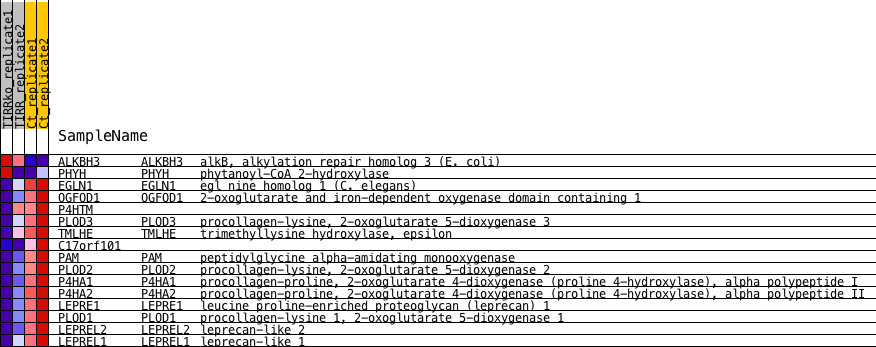 TIRRko_replicate1
TIRR_replicate2
Ct_replicate1
Ct_replicate2
SampleName
ALKBH3 ALKBH3 alkB, alkylation repair homolog 3 (E. coli)
PHYH PHYH phytanoyl-CoA 2-hydroxylase
EGLN1 EGLN1 egl nine homolog 1 (C. elegans)
OGFOD1 OGFOD1 2-oxoglutarate and iron-dependent oxygenase domain containing 1
P4HTM
PLOD3 PLOD3 procollagen-lysine, 2-oxoglutarate 5-dioxygenase 3
TMLHE TMLHE trimethyllysine hydroxylase, epsilon
C17orf101
PAM PAM peptidylglycine alpha-amidating monooxygenase
PLOD2 PLOD2 procollagen-lysine, 2-oxoglutarate 5-dioxygenase 2
P4HA1 P4HA1 procollagen-proline, 2-oxoglutarate 4-dioxygenase (proline 4-hydroxylase), alpha polypeptide I
P4HA2 P4HA2 procollagen-proline, 2-oxoglutarate 4-dioxygenase (proline 4-hydroxylase), alpha polypeptide II
LEPRE1 LEPRE1 leucine proline-enriched proteoglycan (leprecan) 1
PLOD1 PLOD1 procollagen-lysine 1, 2-oxoglutarate 5-dioxygenase 1
LEPREL2 LEPREL2 leprecan-like 2
LEPREL1 LEPREL1 leprecan-like 1